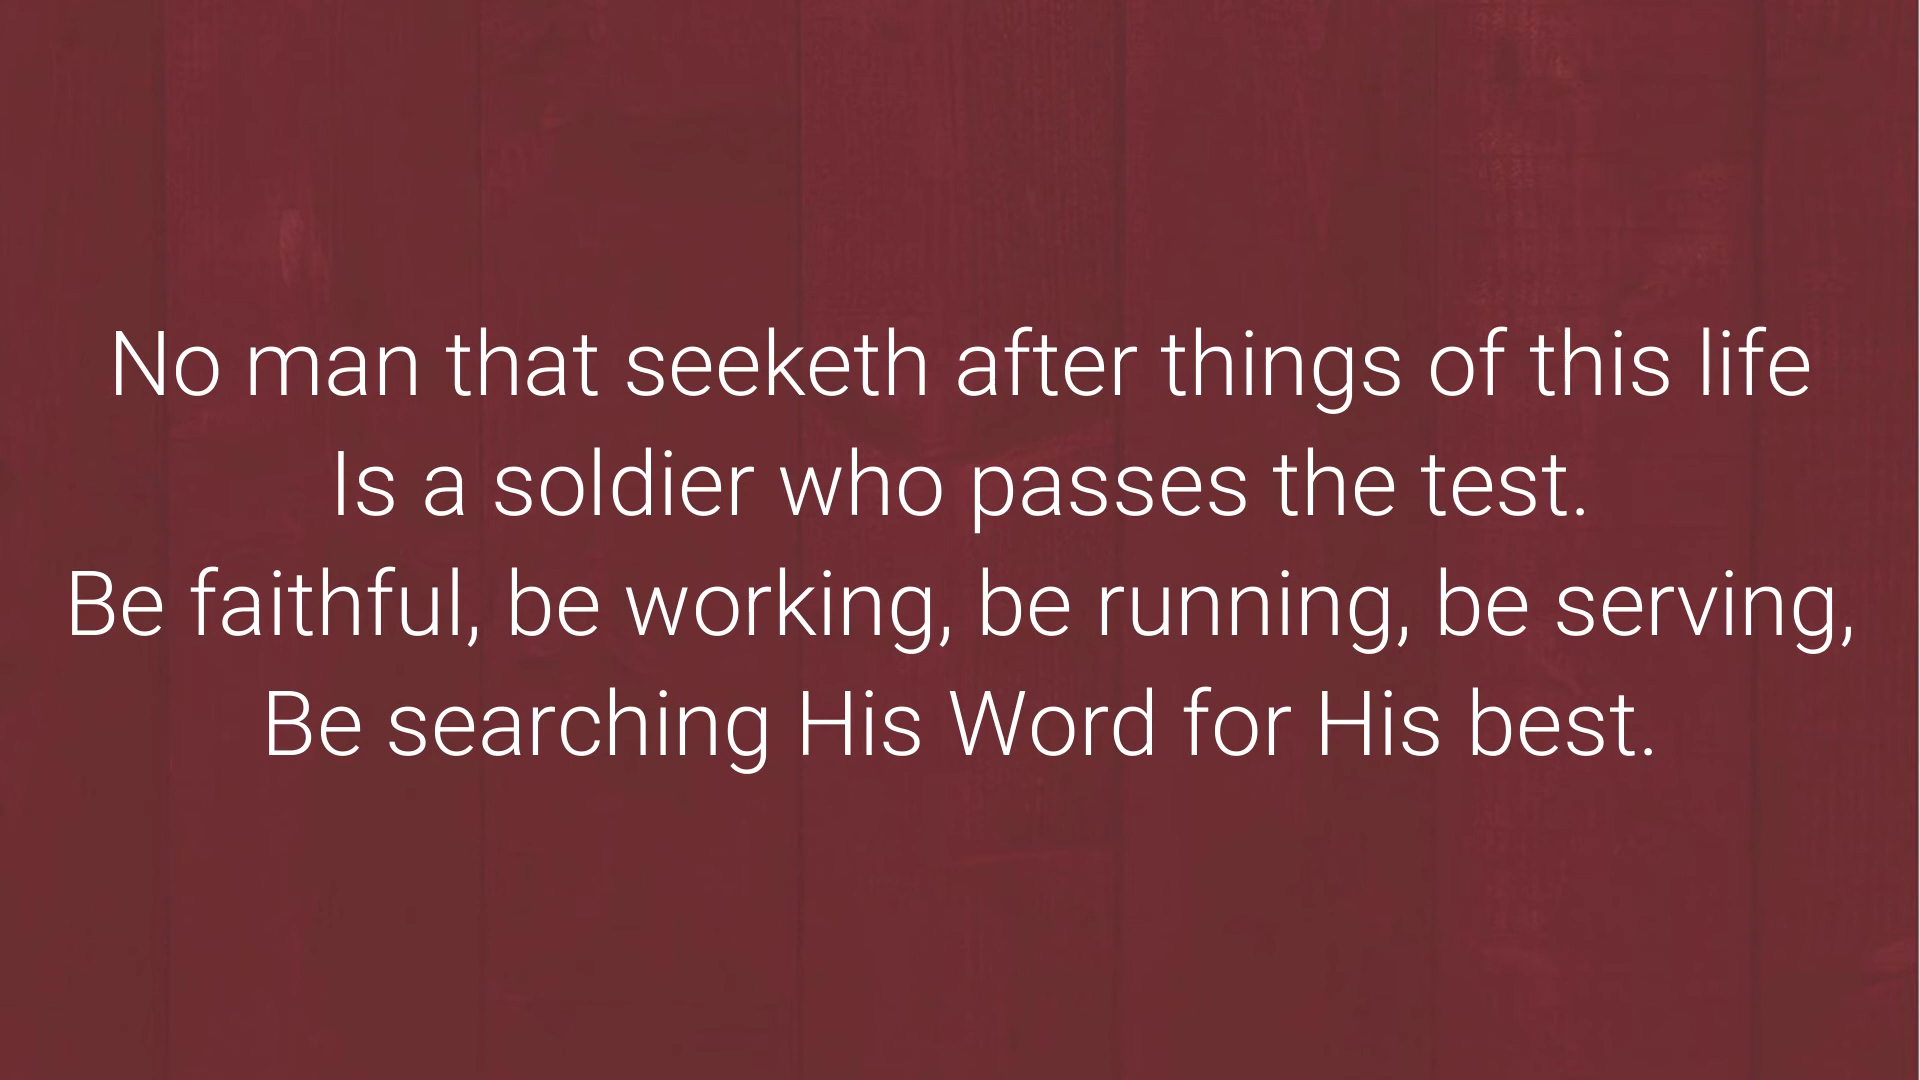 No man that seeketh after things of this life
Is a soldier who passes the test.
Be faithful, be working, be running, be serving,
Be searching His Word for His best.